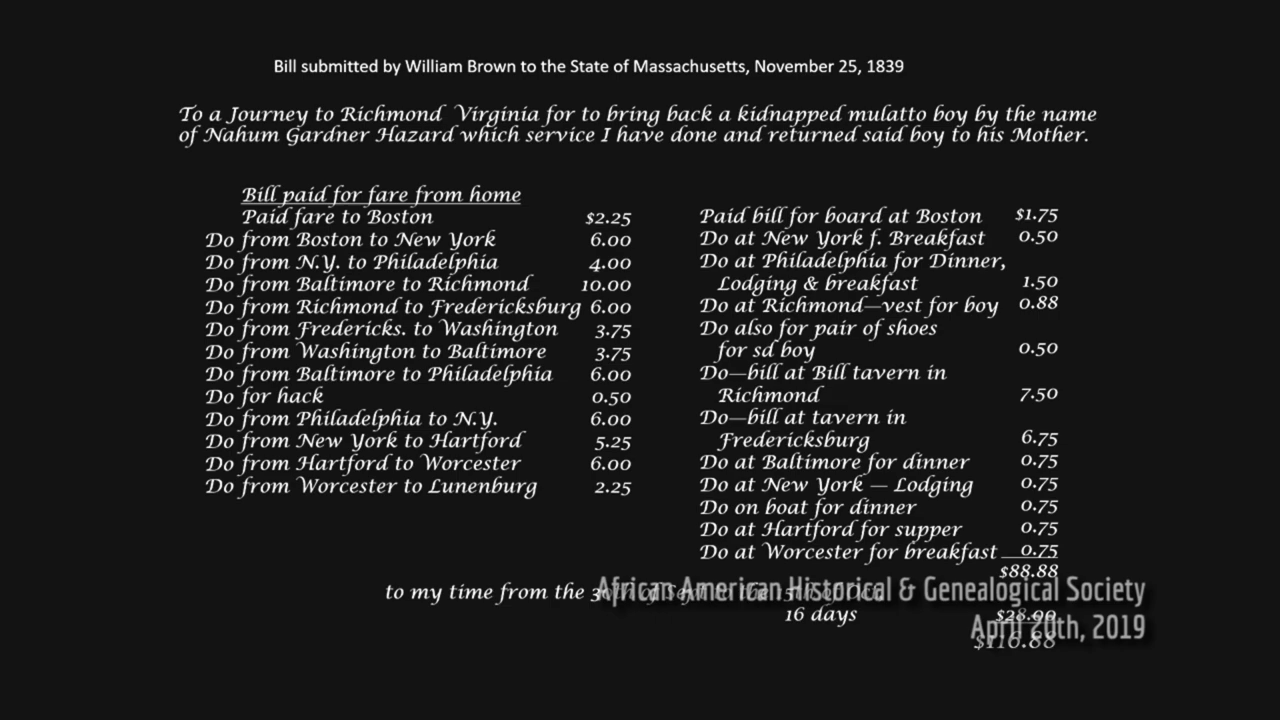 Bill submitted by William Brown to the State of Massachusetts, November 25, 1839
To a Journey to Richmond Virginia for to bring back a kidnapped mulatto boy by the name
of Nahum Gardner Hazard which service I have done and returned said boy to his Mother.
Bill paid for fare from home
Paid fare to Boston $2.25
Do from Boston to New York 6.00
Do from N.Y. to Philadelphia 4.00
Do from Baltimore to Richmond 10.00
Do from Richmond to Fredericksburg 6.00
Do from Fredericks. to Washington 3.75
Do from Washington to Baltimore 3.75
Do from Baltimore to Philadelphia 6.00
Do for hack 0.50
Do from Philadelphia to N.Y. 6.00
Do from New York to Hartford 5.25
Do from Hartford to Worcester 6.00
Do from Worcester to Lunenburg 2.25
Paid bill for board at Boston $1.75
Do at New York f. Breakfast 0.50
Do at Philadelphia for Dinner,
Lodging & breakfast 1.50
Do at Richmond—vest for boy 0.88
Do also for pair of shoes
for sd boy 0.50
Do—bill at Bill tavern in
Richmond 7.50
Do—bill at tavern in
Fredericksburg 6.75
Do at Baltimore for dinner 0.75
Do at New York — Lodging 0.75
Do on boat for dinner 0.75
Do at Hartford for supper 0.75
Do at Worcester for breakfast 0.75
$88.88
to my time from the 30th of Sept to the 15th of Oct.
16 days $28.00
$116.88
African American Historical & Genealogical Society
April 20th, 2019